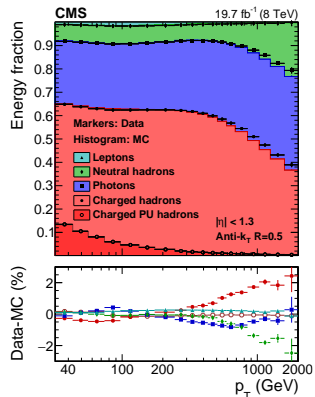 CMS 19.7 fb⁻¹ (8 TeV)
Energy fraction
0.9
0.8
0.7
0.6
0.5
0.4
0.3
0.2
0.1
Markers: Data
Histogram: MC
Leptons
Neutral hadrons
Photons
Charged hadrons
Charged PU hadrons
|η| < 1.3
Anti-k_T R=0.5
Data-MC (%)
2
0
−2
40 100 200 1000 2000
p_T (GeV)